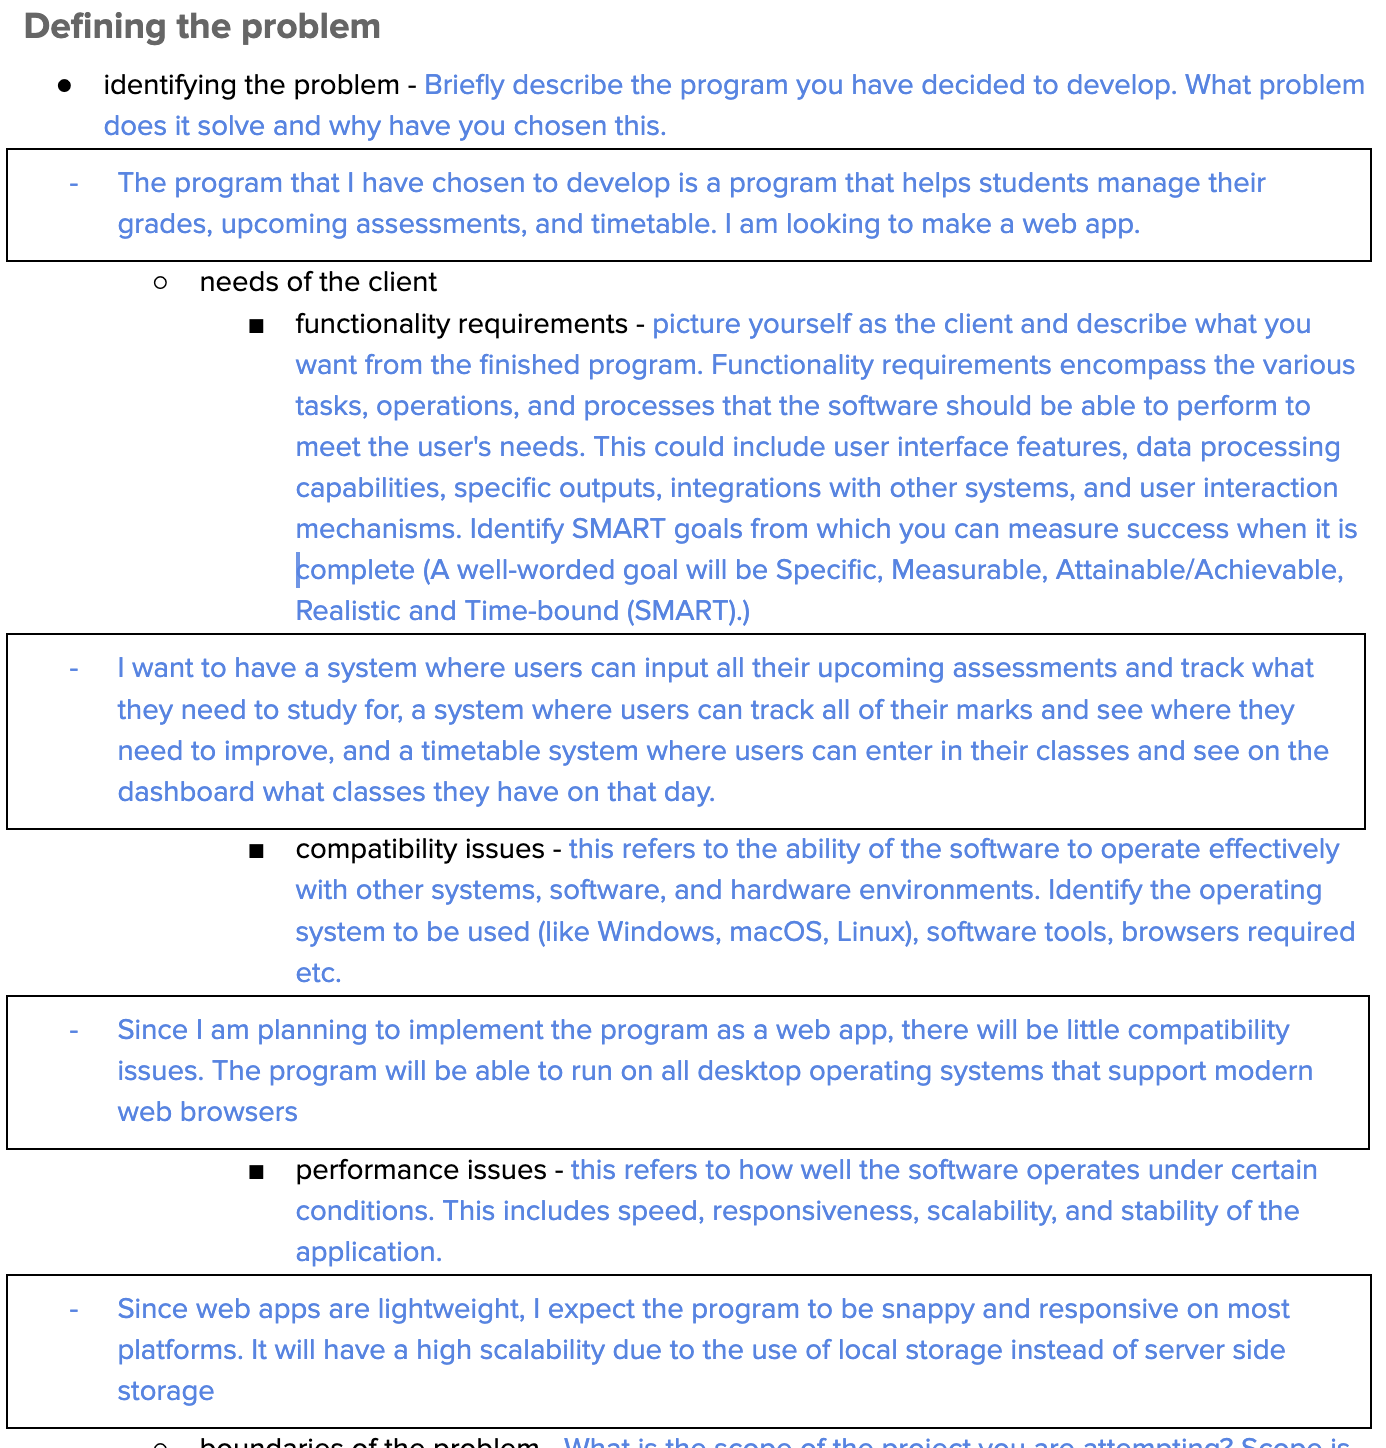 Defining the problem
● identifying the problem - Briefly describe the program you have decided to develop. What problem
does it solve and why have you chosen this.
- The program that I have chosen to develop is a program that helps students manage their
grades, upcoming assessments, and timetable. I am looking to make a web app.
○ needs of the client
■ functionality requirements - picture yourself as the client and describe what you
want from the finished program. Functionality requirements encompass the various
tasks, operations, and processes that the software should be able to perform to
meet the user's needs. This could include user interface features, data processing
capabilities, specific outputs, integrations with other systems, and user interaction
mechanisms. Identify SMART goals from which you can measure success when it is
complete (A well-worded goal will be Specific, Measurable, Attainable/Achievable,
Realistic and Time-bound (SMART).)
- I want to have a system where users can input all their upcoming assessments and track what
they need to study for, a system where users can track all of their marks and see where they
need to improve, and a timetable system where users can enter in their classes and see on the
dashboard what classes they have on that day.
■ compatibility issues - this refers to the ability of the software to operate effectively
with other systems, software, and hardware environments. Identify the operating
system to be used (like Windows, macOS, Linux), software tools, browsers required
etc.
- Since I am planning to implement the program as a web app, there will be little compatibility
issues. The program will be able to run on all desktop operating systems that support modern
web browsers
■ performance issues - this refers to how well the software operates under certain
conditions. This includes speed, responsiveness, scalability, and stability of the
application.
- Since web apps are lightweight, I expect the program to be snappy and responsive on most
platforms. It will have a high scalability due to the use of local storage instead of server side
storage
○ boundaries of the problem - What is the scope of the project you are attempting? Scope is